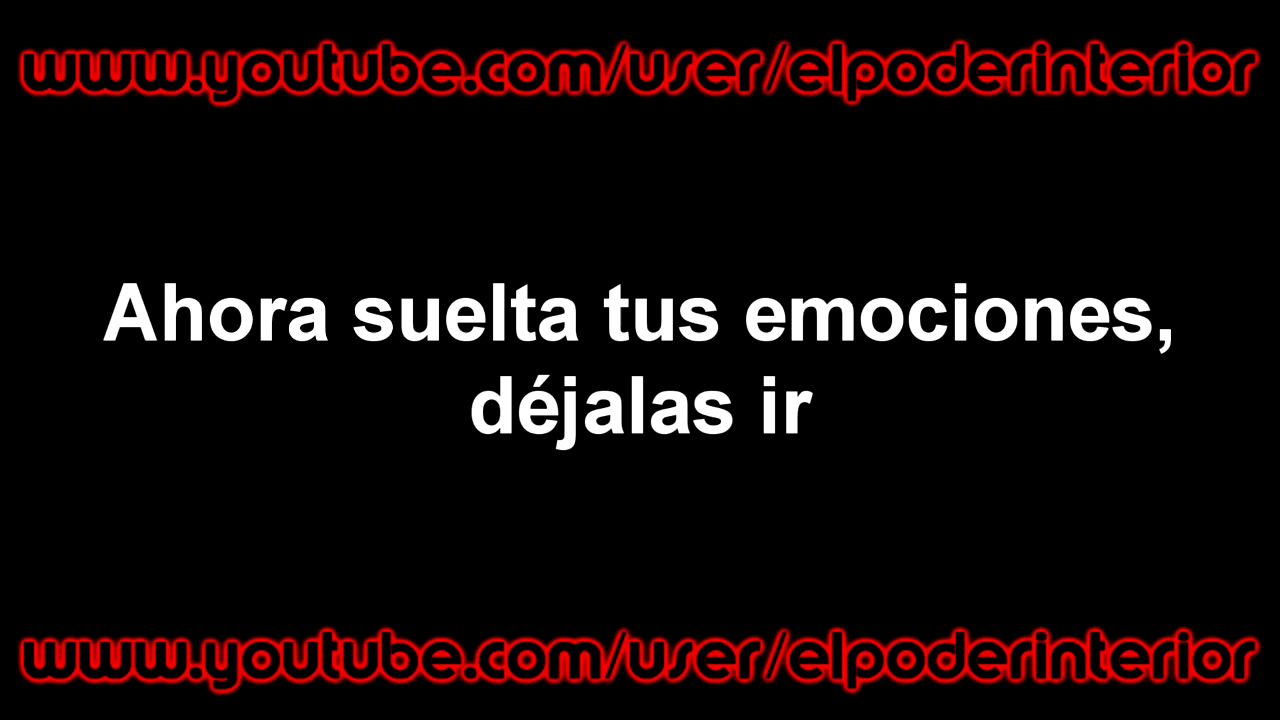 www.youtube.com/user/elpoderinterior
Ahora suelta tus emociones,
déjalas ir
www.youtube.com/user/elpoderinterior